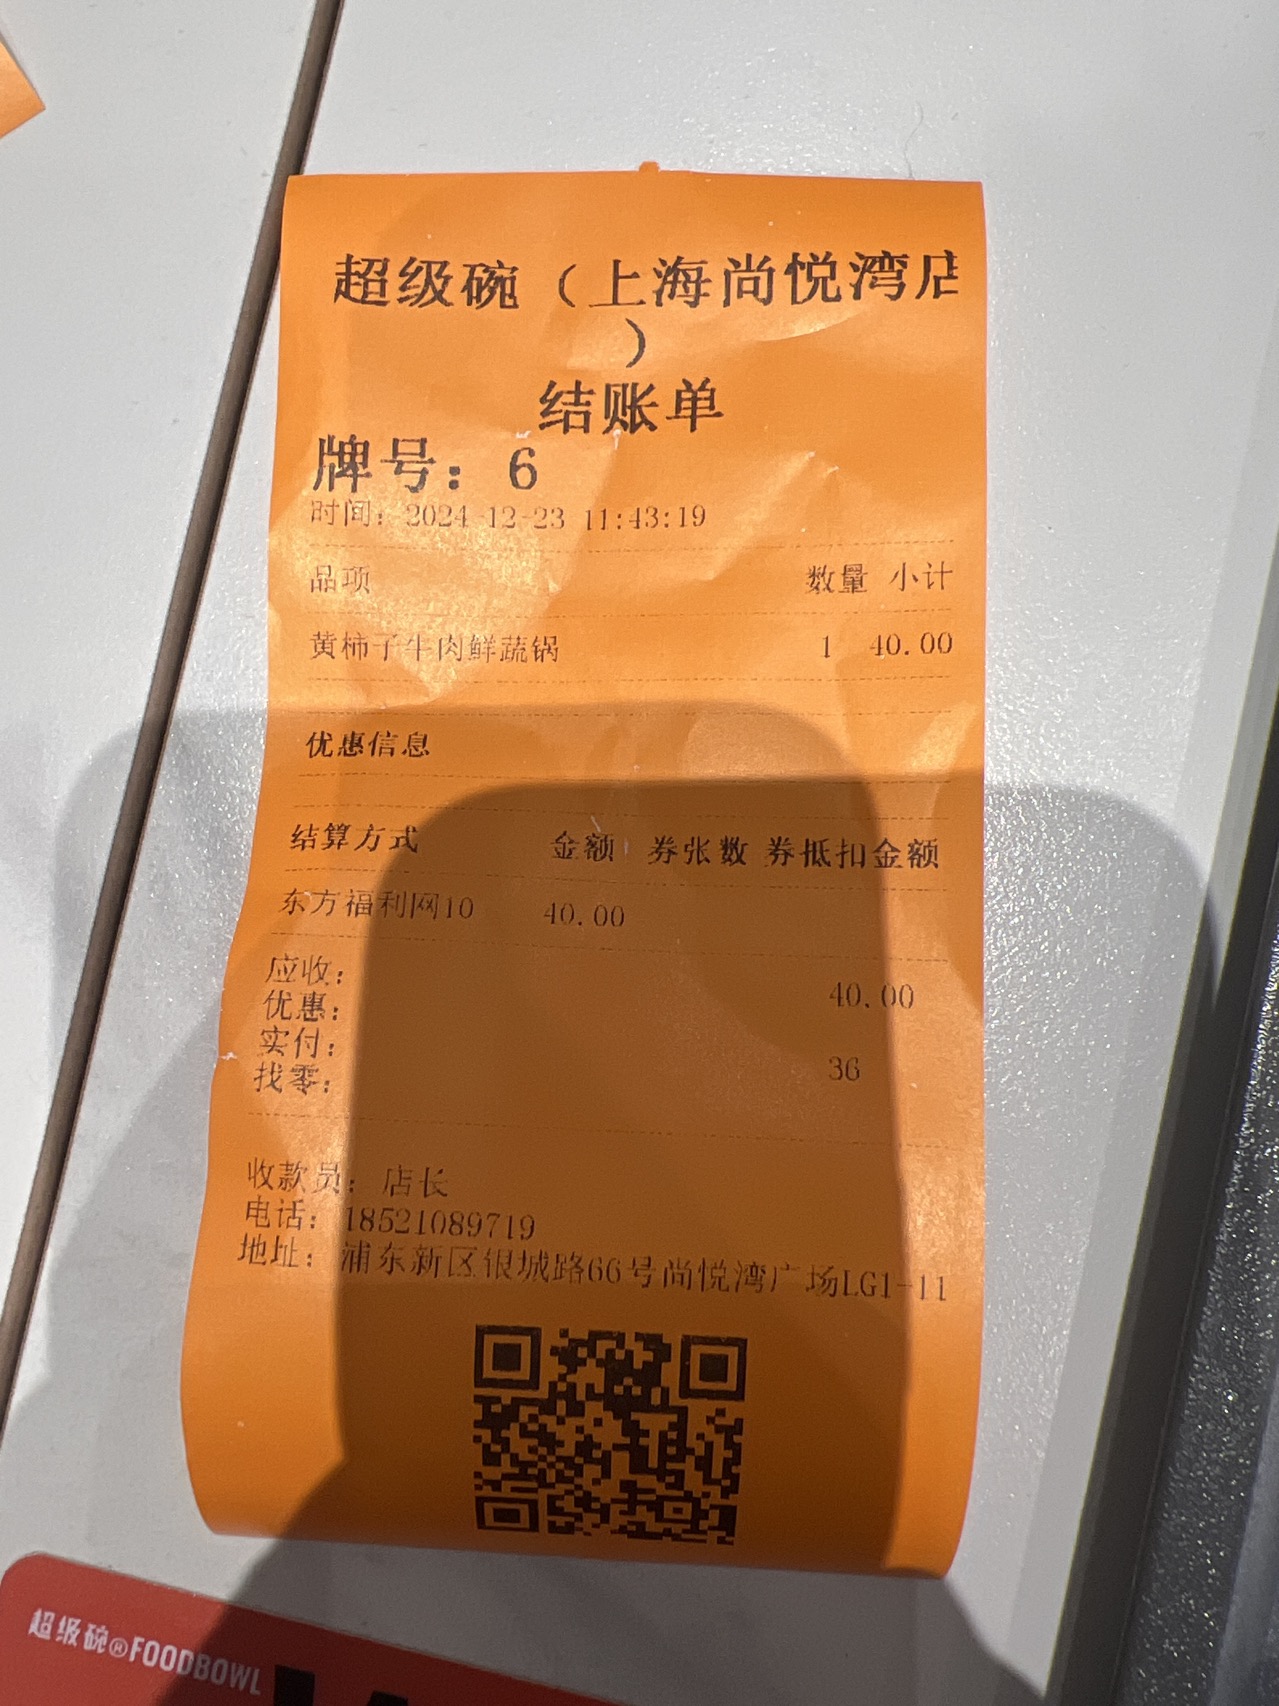 超级碗（上海尚悦湾店
）
结账单
牌号：6
时间：2024-12-23 11:43:19
品项 数量 小计
黄柿子牛肉鲜蔬锅 1 40.00
优惠信息
结算方式 金额 券张数 券抵扣金额
东方福利网10 40.00
应收： 40.00
优惠：
实付： 36
找零：
收款员：店长
电话：18521089719
地址：浦东新区银城路66号尚悦湾广场LG1-11
超级碗®FOODBOWL